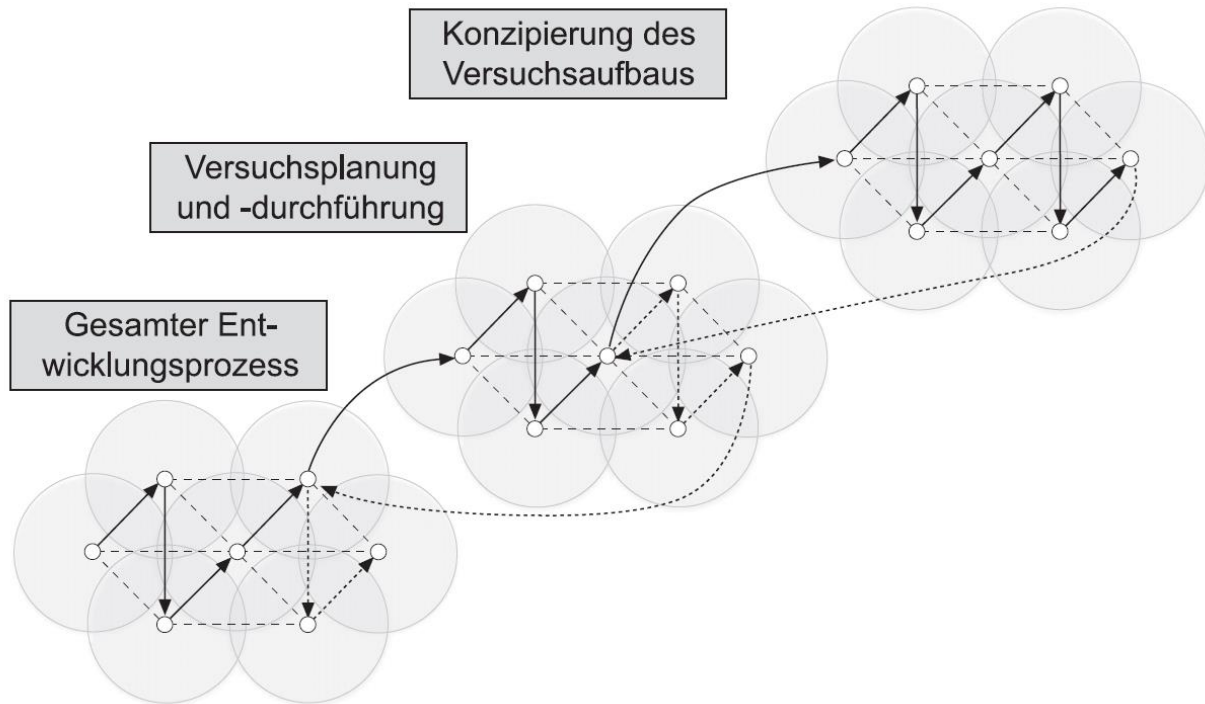 Konzipierung des
Versuchsaufbaus
Versuchsplanung
und -durchführung
Gesamter Ent-
wicklungsprozess